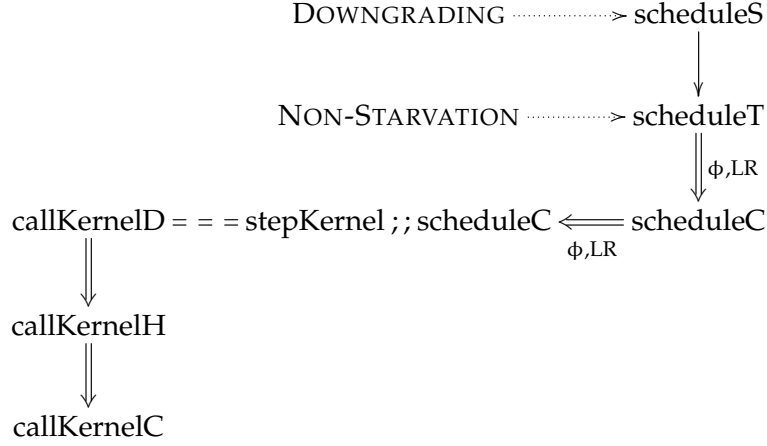 DOWNGRADING scheduleS
NON-STARVATION scheduleT
ϕ,LR
callKernelD = = = stepKernel ; ; scheduleC scheduleC
ϕ,LR
callKernelH
callKernelC